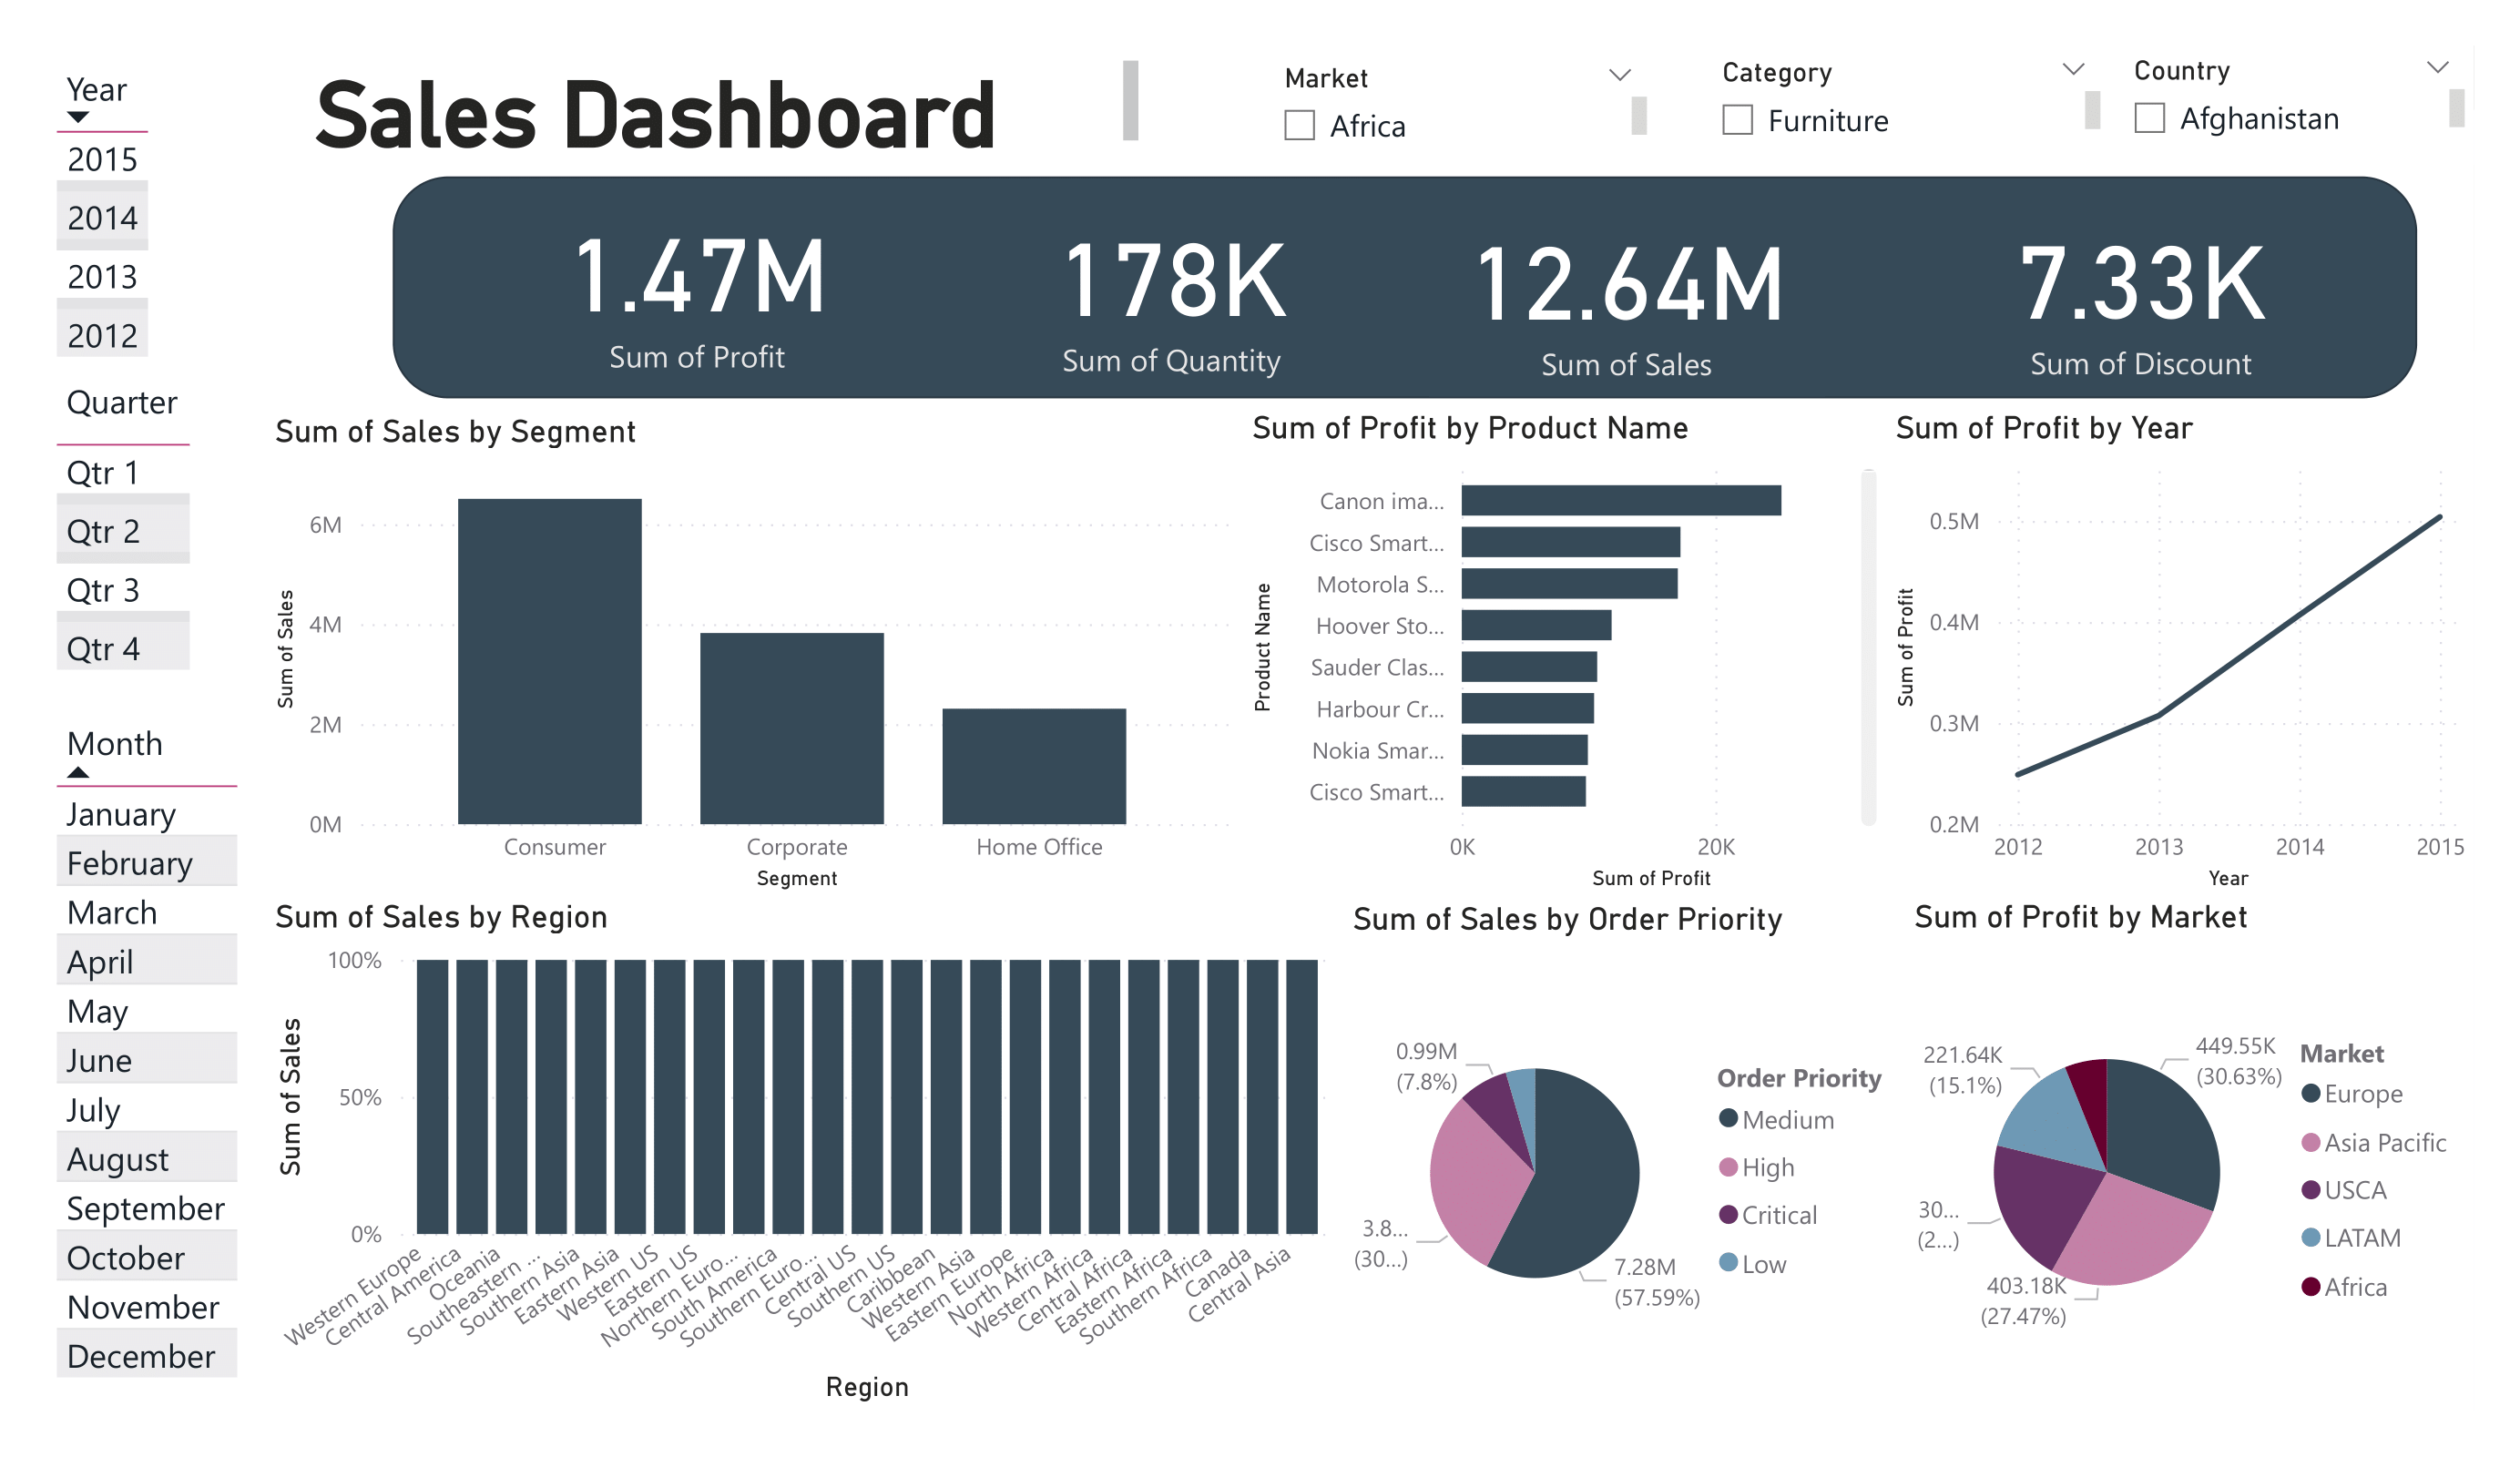 Sales Dashboard
Market
Africa
Category
Furniture
Country
Afghanistan
Year
2015
2014
2013
2012
Quarter
Qtr 1
Qtr 2
Qtr 3
Qtr 4
Month
January
February
March
April
May
June
July
August
September
October
November
December
1.47M
Sum of Profit
178K
Sum of Quantity
12.64M
Sum of Sales
7.33K
Sum of Discount
Sum of Sales by Segment
Sum of Sales
6M
4M
2M
0M
Consumer
Corporate
Home Office
Segment
Sum of Profit by Product Name
Product Name
Canon ima...
Cisco Smart...
Motorola S...
Hoover Sto...
Sauder Clas...
Harbour Cr...
Nokia Smar...
Cisco Smart...
0K
20K
Sum of Profit
Sum of Profit by Year
Sum of Profit
0.5M
0.4M
0.3M
0.2M
2012
2013
2014
2015
Year
Sum of Sales by Region
Sum of Sales
100%
50%
0%
Western Europe
Central America
Oceania
Southeastern ...
Southern Asia
Eastern Asia
Western US
Eastern US
Northern Euro...
South America
Southern Euro...
Central US
Southern US
Caribbean
Western Asia
Eastern Europe
North Africa
Western Africa
Central Africa
Eastern Africa
Southern Africa
Canada
Central Asia
Region
Sum of Sales by Order Priority
0.99M
(7.8%)
3.8...
(30...)
7.28M
(57.59%)
Order Priority
Medium
High
Critical
Low
Sum of Profit by Market
221.64K
(15.1%)
449.55K
(30.63%)
30...
(2...)
403.18K
(27.47%)
Market
Europe
Asia Pacific
USCA
LATAM
Africa